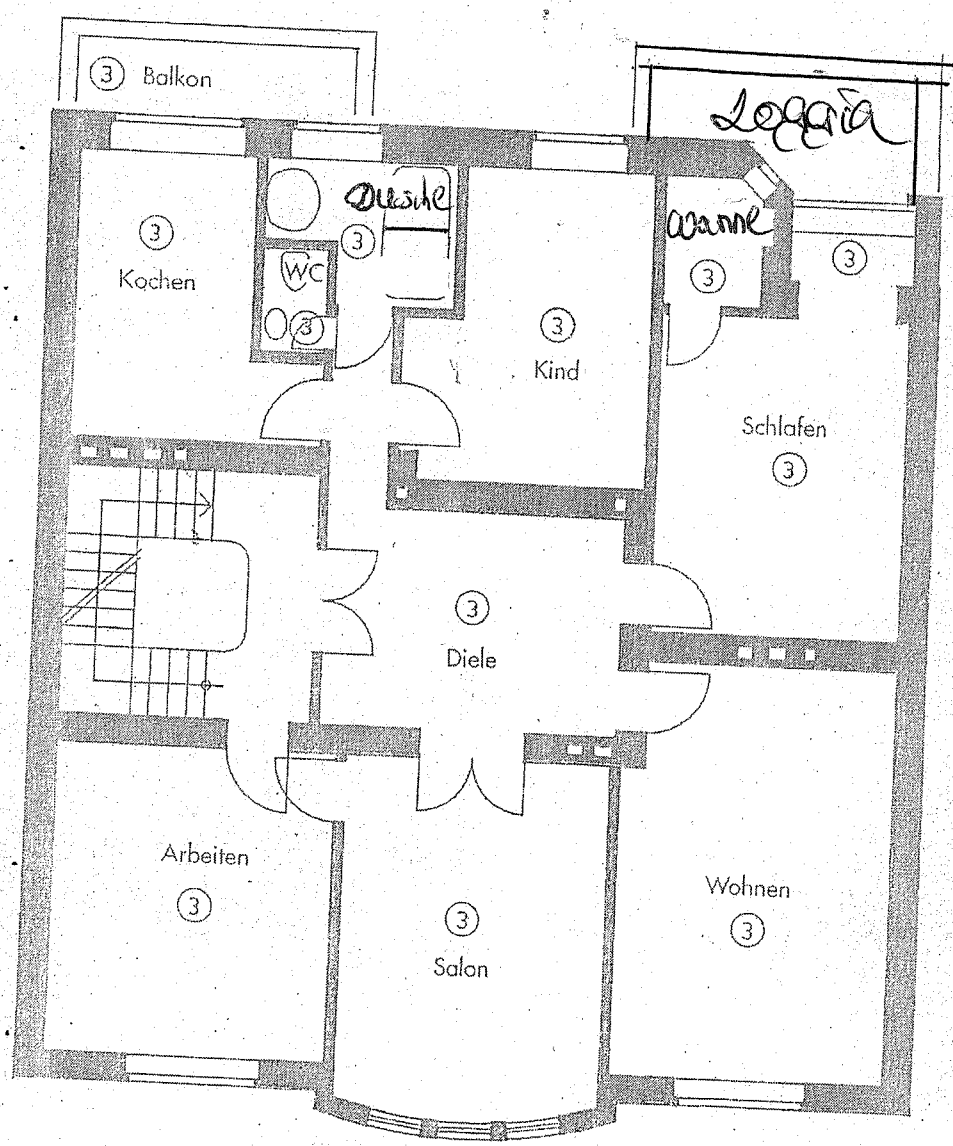 3 Balkon
Loggia
Dusche
3
Wanne
3
3
3
Kochen
WC
3
3
Kind
Schlafen
3
3
Diele
Arbeiten
3
Wohnen
3
3
Salon